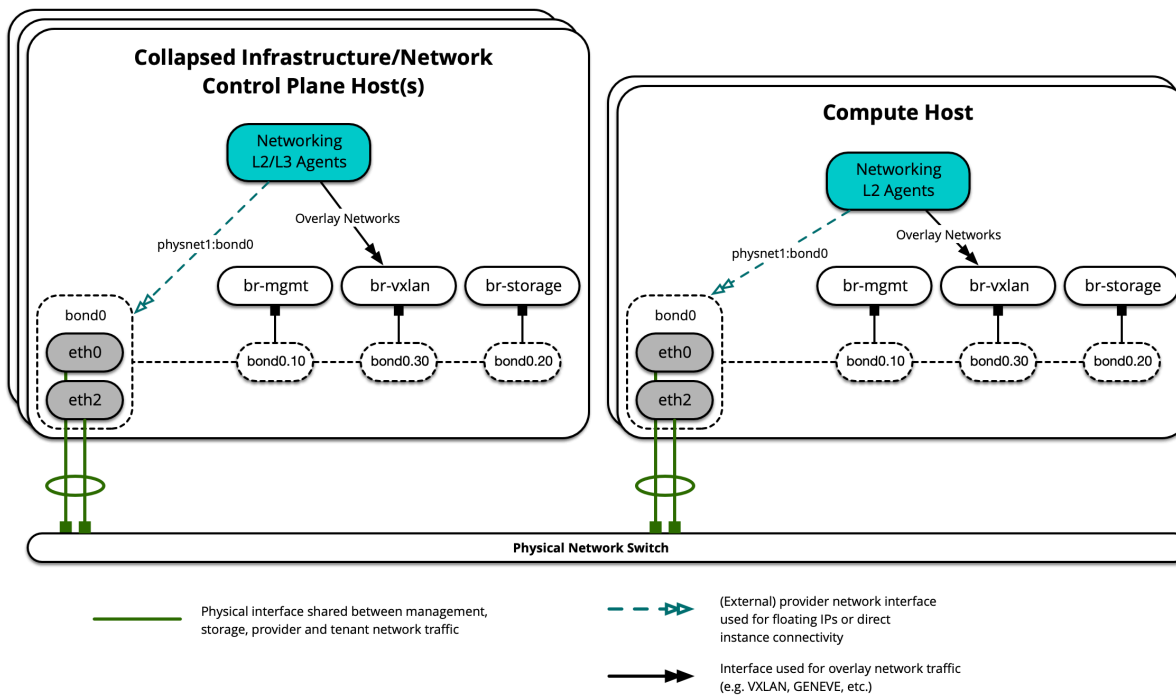 Collapsed Infrastructure/Network
Control Plane Host(s)
Networking
L2/L3 Agents
Overlay Networks
physnet1:bond0
br-mgmt
br-vxlan
br-storage
bond0
eth0
eth2
bond0.10
bond0.30
bond0.20
Compute Host
Networking
L2 Agents
Overlay Networks
physnet1:bond0
br-mgmt
br-vxlan
br-storage
bond0
eth0
eth2
bond0.10
bond0.30
bond0.20
Physical Network Switch
Physical interface shared between management,
storage, provider and tenant network traffic
(External) provider network interface
used for floating IPs or direct
instance connectivity
Interface used for overlay network traffic
(e.g. VXLAN, GENEVE, etc.)